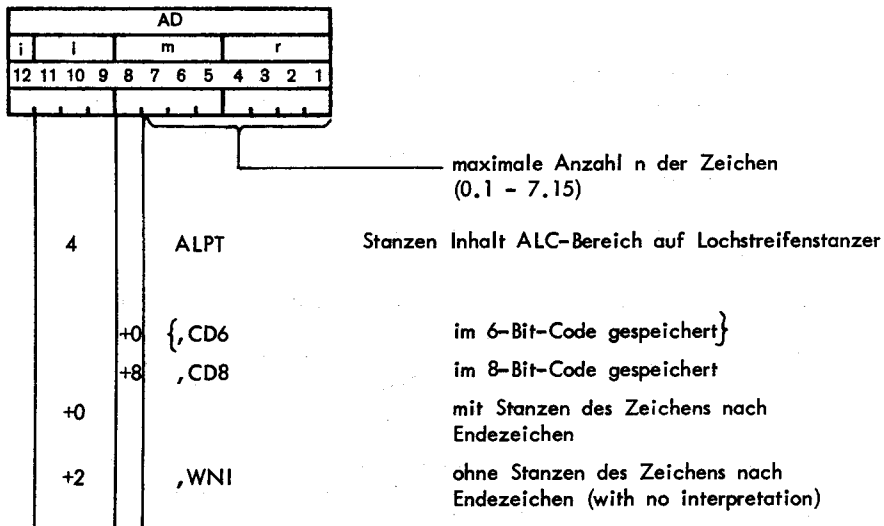 AD
i l m r
12 11 10 9 8 7 6 5 4 3 2 1
maximale Anzahl n der Zeichen
(0.1 - 7.15)
4 ALPT Stanzen Inhalt ALC-Bereich auf Lochstreifenstanzer
+0 {,CD6 im 6-Bit-Code gespeichert}
+8 ,CD8 im 8-Bit-Code gespeichert
+0 mit Stanzen des Zeichens nach
Endezeichen
+2 ,WNI ohne Stanzen des Zeichens nach
Endezeichen (with no interpretation)